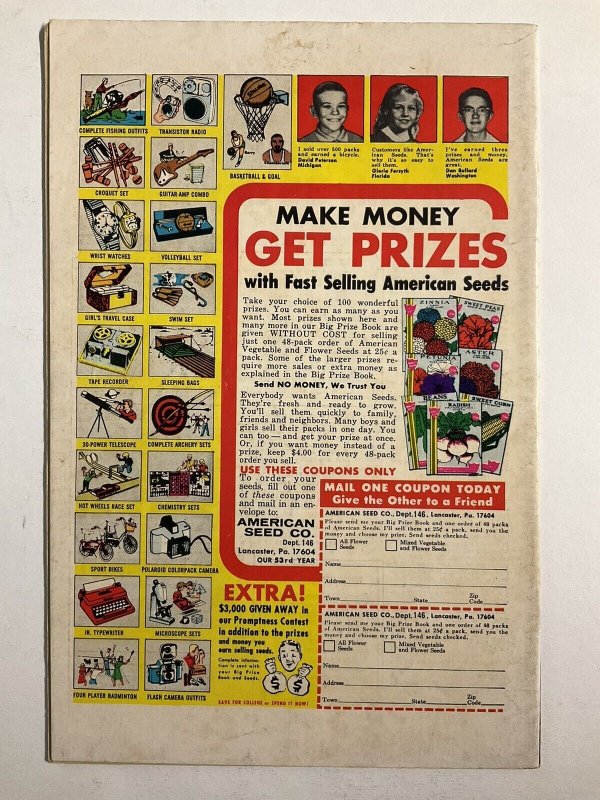 COMPLETE FISHING OUTFITS
TRANSISTOR RADIO
BASKETBALL & GOAL
CROQUET SET
GUITAR-AMP COMBO
WRIST WATCHES
VOLLEYBALL SET
GIRL'S TRAVEL CASE
SWIM SET
TAPE RECORDER
SLEEPING BAGS
30-POWER TELESCOPE
COMPLETE ARCHERY SETS
HOT WHEELS RACE SET
CHEMISTRY SETS
SPORT BIKES
POLAROID COLORPACK CAMERA
JR. TYPEWRITER
MICROSCOPE SETS
FOUR PLAYER BADMINTON
FLASH CAMERA OUTFITS
I sold over 500 packs
and earned a bicycle.
David Peterson
Michigan
Customers like Amer-
ican Seeds. That's
why it's so easy to
sell them.
Gloria Forsyth
Florida
I've earned three
prizes and money.
American Seeds are
great.
Don Ballard
Washington
MAKE MONEY
GET PRIZES
with Fast Selling American Seeds
Take your choice of 100 wonderful
prizes. You can earn as many as you
want. Most prizes shown here and
many more in our Big Prize Book are
given WITHOUT COST for selling
just one 48-pack order of American
Vegetable and Flower Seeds at 25¢ a
pack. Some of the larger prizes re-
quire more sales or extra money as
explained in the Big Prize Book.
Send NO MONEY, We Trust You
Everybody wants American Seeds.
They're fresh and ready to grow.
You'll sell them quickly to family,
friends and neighbors. Many boys and
girls sell their packs in one day. You
can too — and get your prize at once.
Or, if you want money instead of a
prize, keep $4.00 for every 48-pack
order you sell.
ZINNIA
SWEET PEAS
PETUNIA
ASTER
BEANS
RADISH
SWEET CORN
USE THESE COUPONS ONLY
To order your
seeds, fill out one
of these coupons
and mail in an en-
velope to:
AMERICAN
SEED CO.
Dept. 146
Lancaster, Pa. 17604
OUR 53rd YEAR
MAIL ONE COUPON TODAY
Give the Other to a Friend
AMERICAN SEED CO., Dept. 146, Lancaster, Pa. 17604
Please send me your Big Prize Book and one order of 48 packs
of American Seeds. I'll sell them at 25¢ a pack, send you the
money and choose my prize. Send seeds checked.
All Flower
Seeds
Mixed Vegetable
and Flower Seeds
Name
Address
Zip
Town State Code
AMERICAN SEED CO., Dept. 146, Lancaster, Pa. 17604
Please send me your Big Prize Book and one order of 48 packs
of American Seeds. I'll sell them at 25¢ a pack, send you the
money and choose my prize. Send seeds checked.
All Flower
Seeds
Mixed Vegetable
and Flower Seeds
Name
Address
Zip
Town State Code
EXTRA!
$3,000 GIVEN AWAY in
our Promptness Contest
in addition to the prizes
and money you
earn selling seeds.
Complete informa-
tion is sent with
your Big Prize
Book and Seeds.
SAVE FOR COLLEGE or SPEND IT NOW!